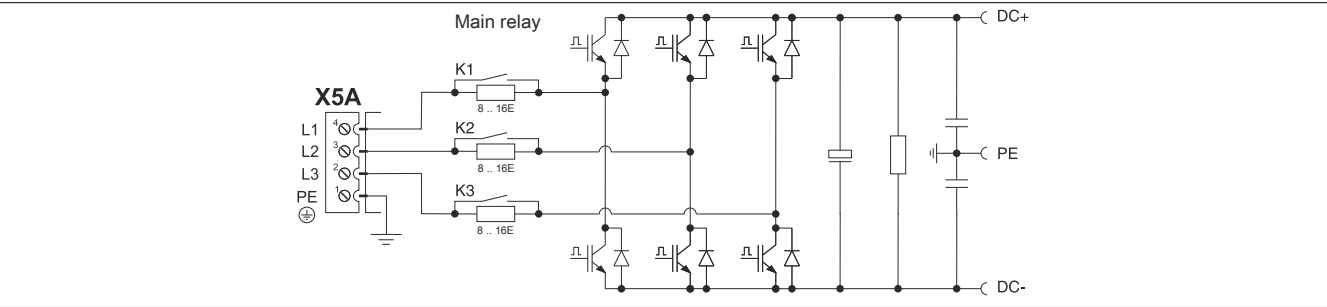 Main relay
DC+
K1
8 .. 16E
X5A
L1 4
K2
8 .. 16E
L2 3
PE
L3 2
K3
8 .. 16E
PE 1
DC-